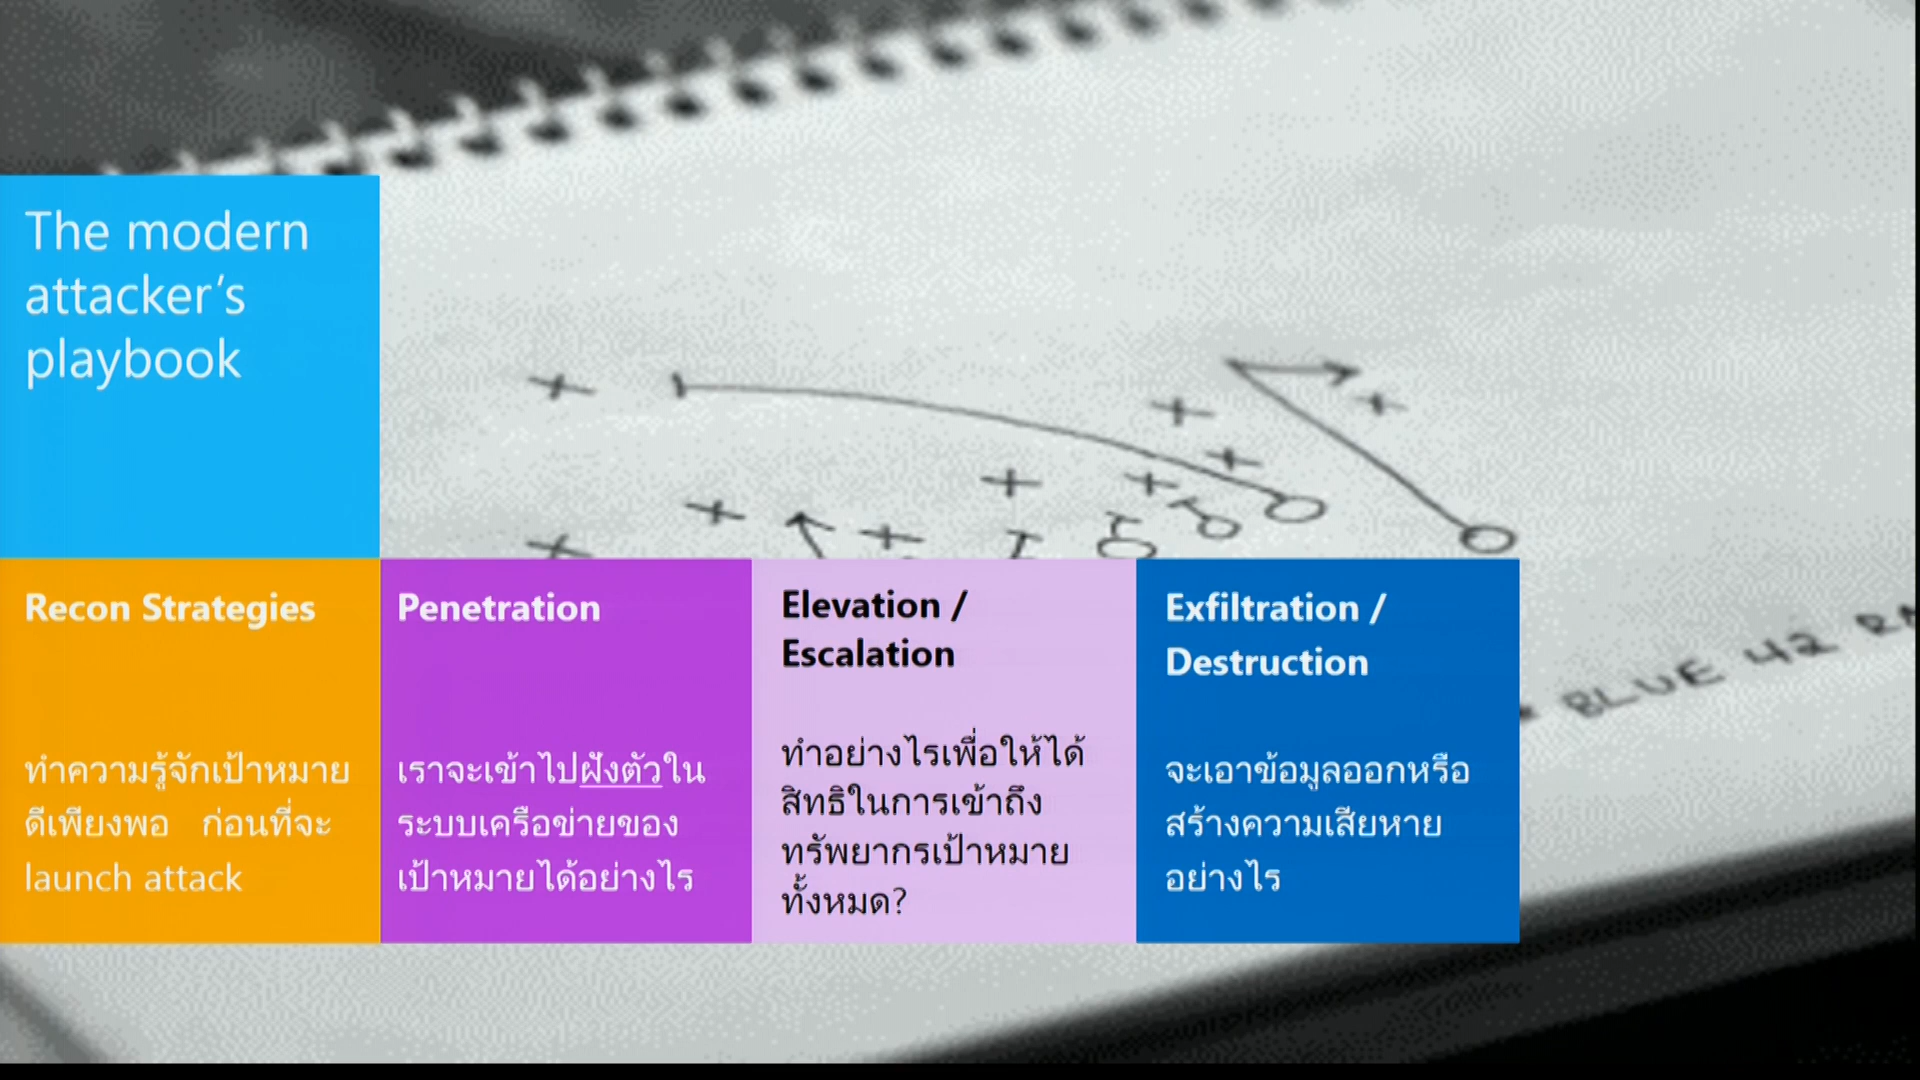 The modern
attacker’s
playbook
Recon Strategies
ทำความรู้จักเป้าหมาย
ดีเพียงพอ ก่อนที่จะ
launch attack
Penetration
เราจะเข้าไปฝังตัวใน
ระบบเครือข่ายของ
เป้าหมายได้อย่างไร
Elevation /
Escalation
ทำอย่างไรเพื่อให้ได้
สิทธิในการเข้าถึง
ทรัพยากรเป้าหมาย
ทั้งหมด?
Exfiltration /
Destruction
จะเอาข้อมูลออกหรือ
สร้างความเสียหาย
อย่างไร
BLUE 42